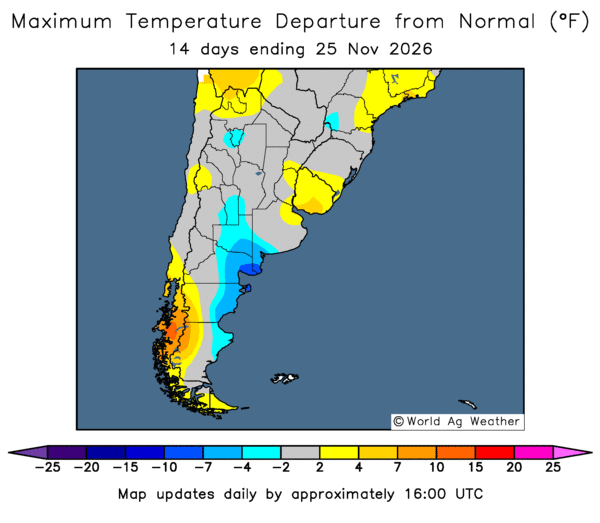 Maximum Temperature Departure from Normal (°F)
14 days ending 25 Nov 2026
© World Ag Weather
−25 −20 −15 −10 −7 −4 −2 2 4 7 10 15 20 25
Map updates daily by approximately 16:00 UTC